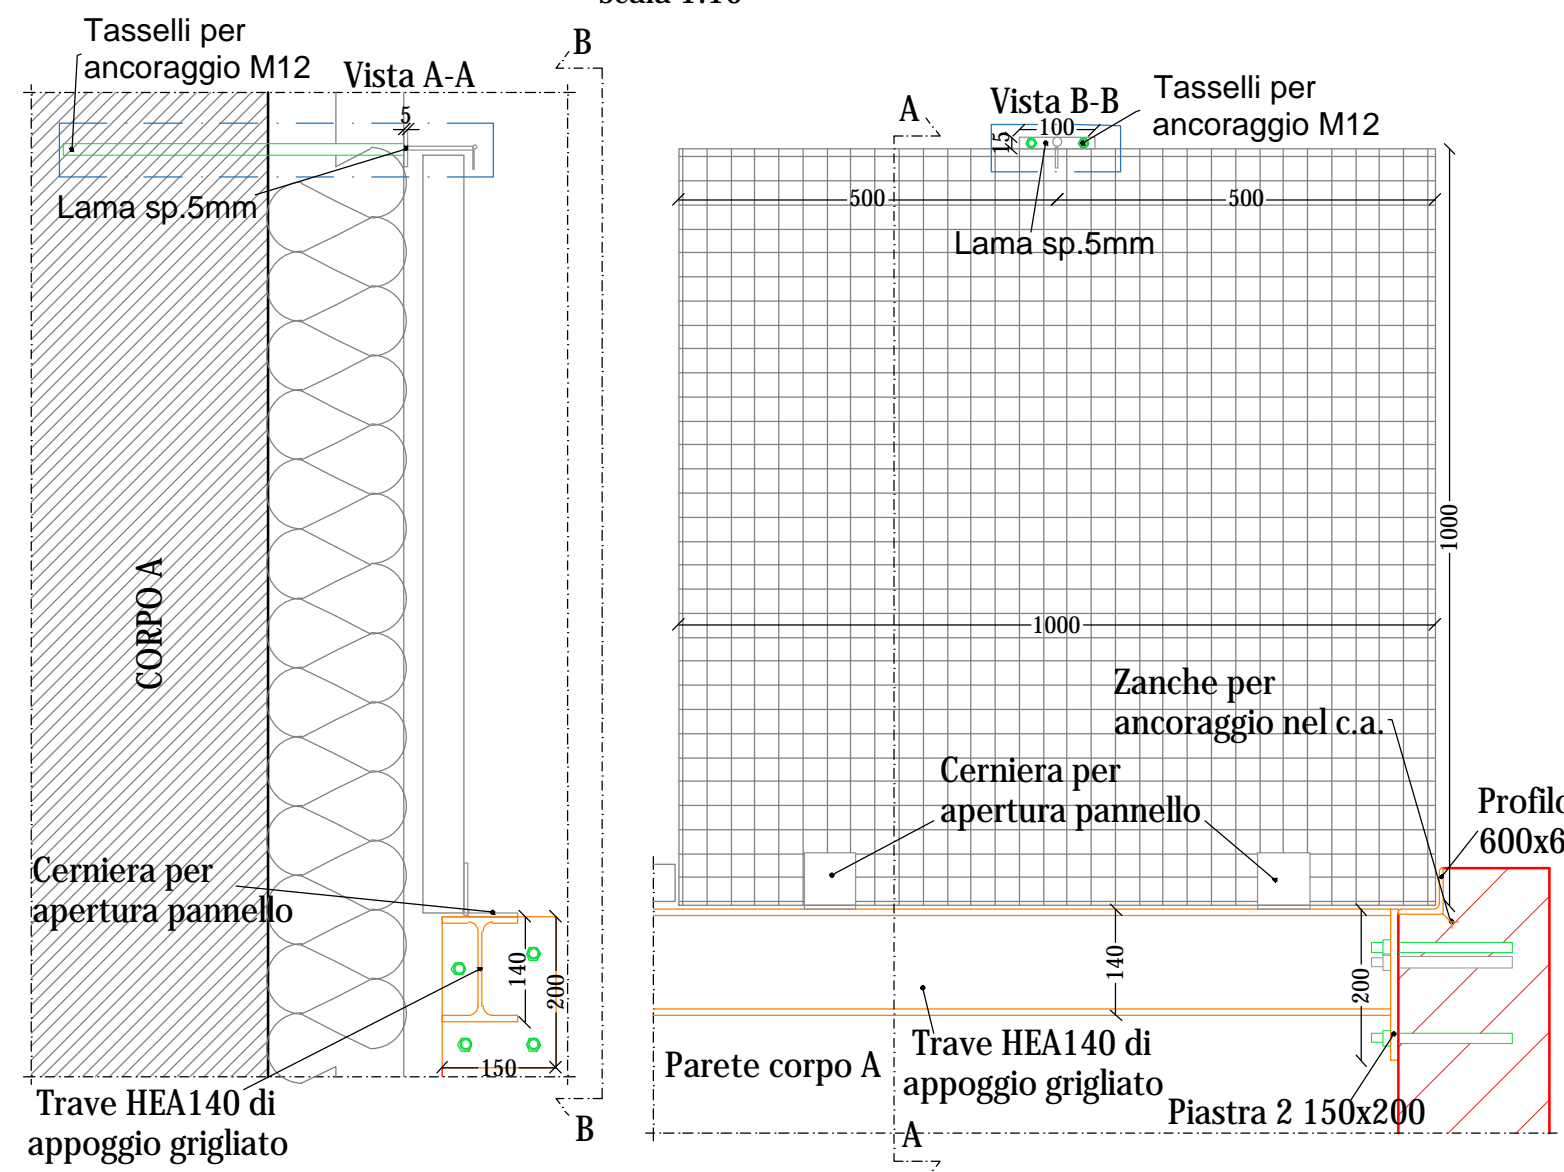 Tasselli per
ancoraggio M12
Vista A-A
5
Lama sp.5mm
CORPO A
Cerniera per
apertura pannello
140
200
150
Trave HEA140 di
appoggio grigliato
B
B
A
Vista B-B
Tasselli per
ancoraggio M12
100
15
500
500
Lama sp.5mm
1000
1000
Zanche per
ancoraggio nel c.a.
Cerniera per
apertura pannello
Profilo
600x6
140
200
Parete corpo A
Trave HEA140 di
appoggio grigliato
Piastra 2 150x200
A